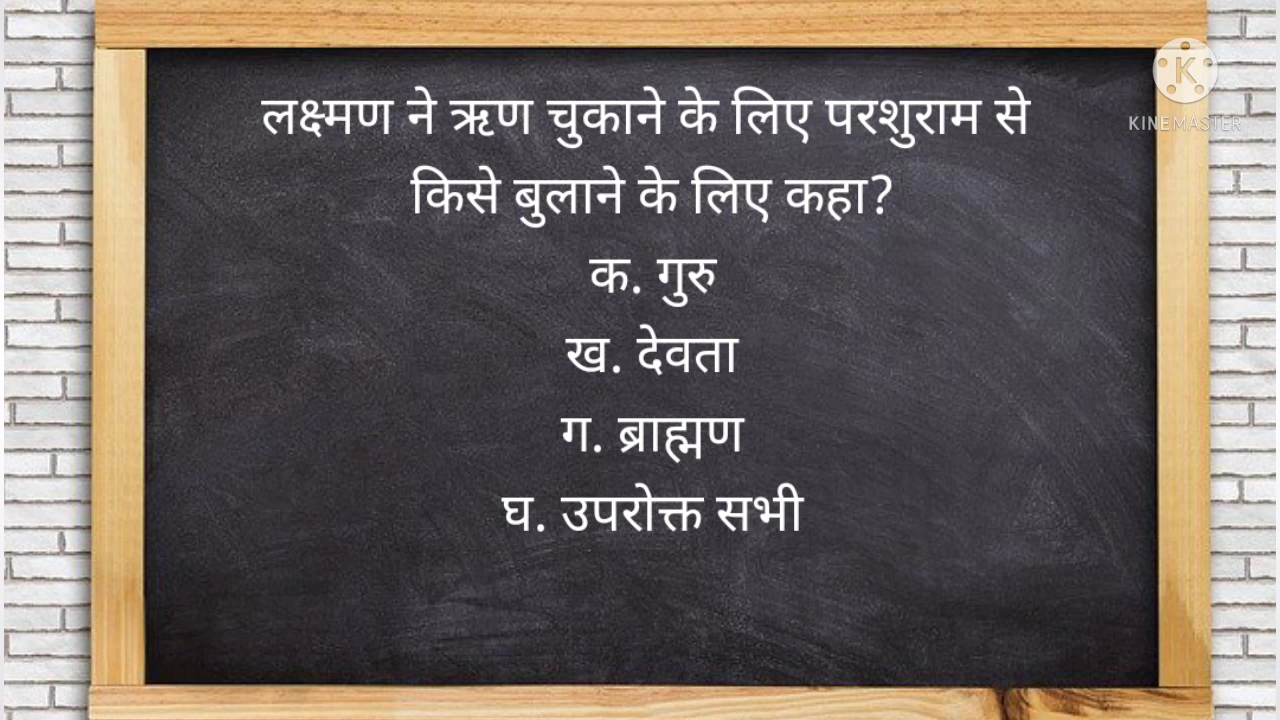 लक्ष्मण ने ऋण चुकाने के लिए परशुराम से
किसे बुलाने के लिए कहा?
क. गुरु
ख. देवता
ग. ब्राह्मण
घ. उपरोक्त सभी
K
KINEMASTER